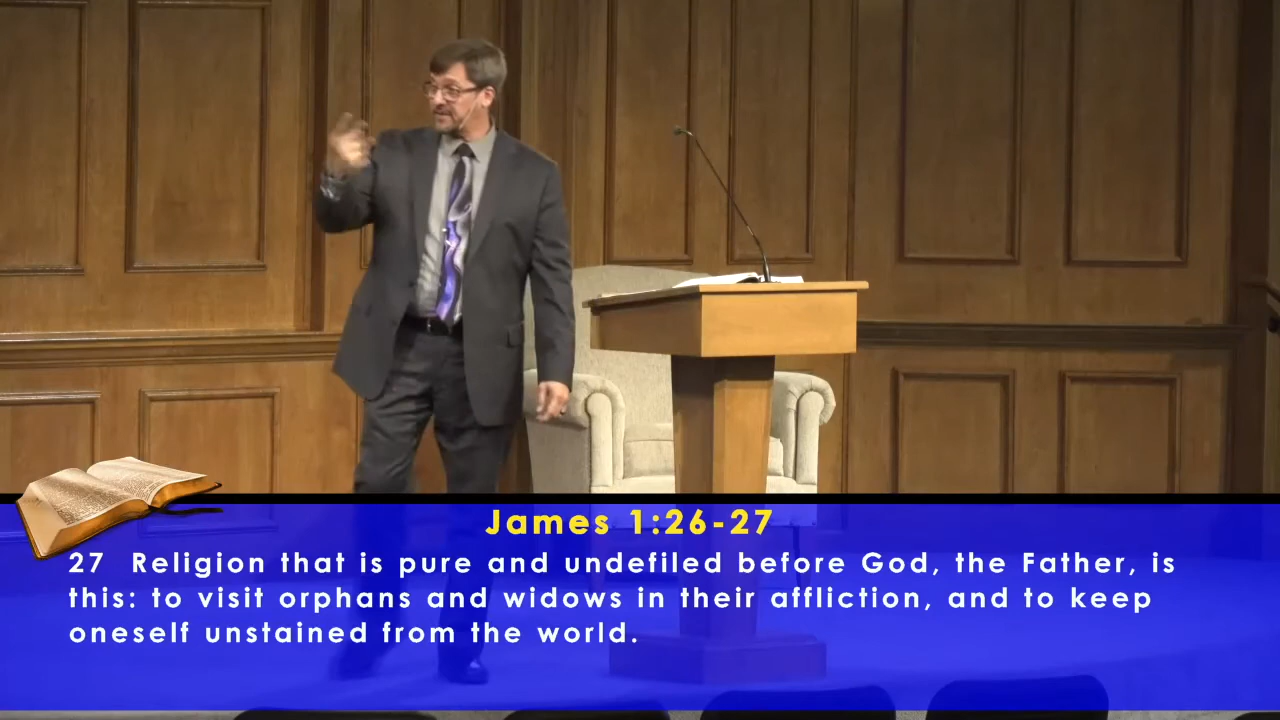 James 1:26-27
27 Religion that is pure and undefiled before God, the Father, is
this: to visit orphans and widows in their affliction, and to keep
oneself unstained from the world.